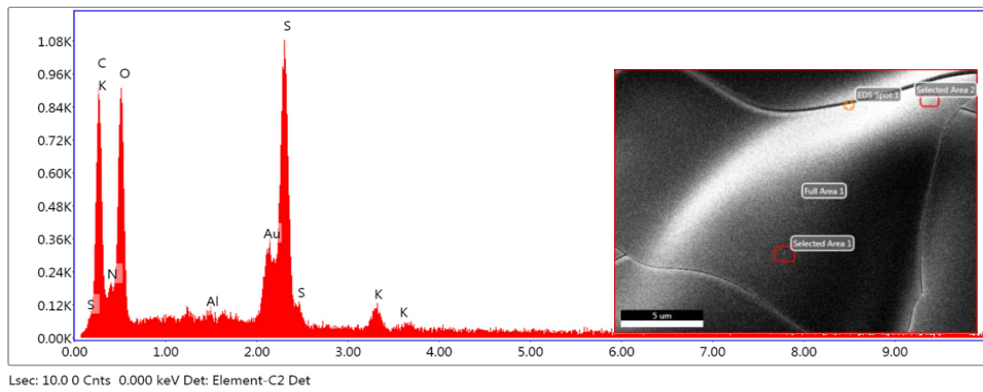 S
1.08K
C
0.96K
K
O
0.84K
0.72K
0.60K
0.48K
0.36K
Au
0.24K
N
0.12K
S
Al
S
K
K
0.00K
0.00
1.00
2.00
3.00
4.00
5.00
6.00
7.00
8.00
9.00
EDS Spot 1
Selected Area 2
Full Area 1
Selected Area 1
5 um
Lsec: 10.0 0 Cnts 0.000 keV Det: Element-C2 Det